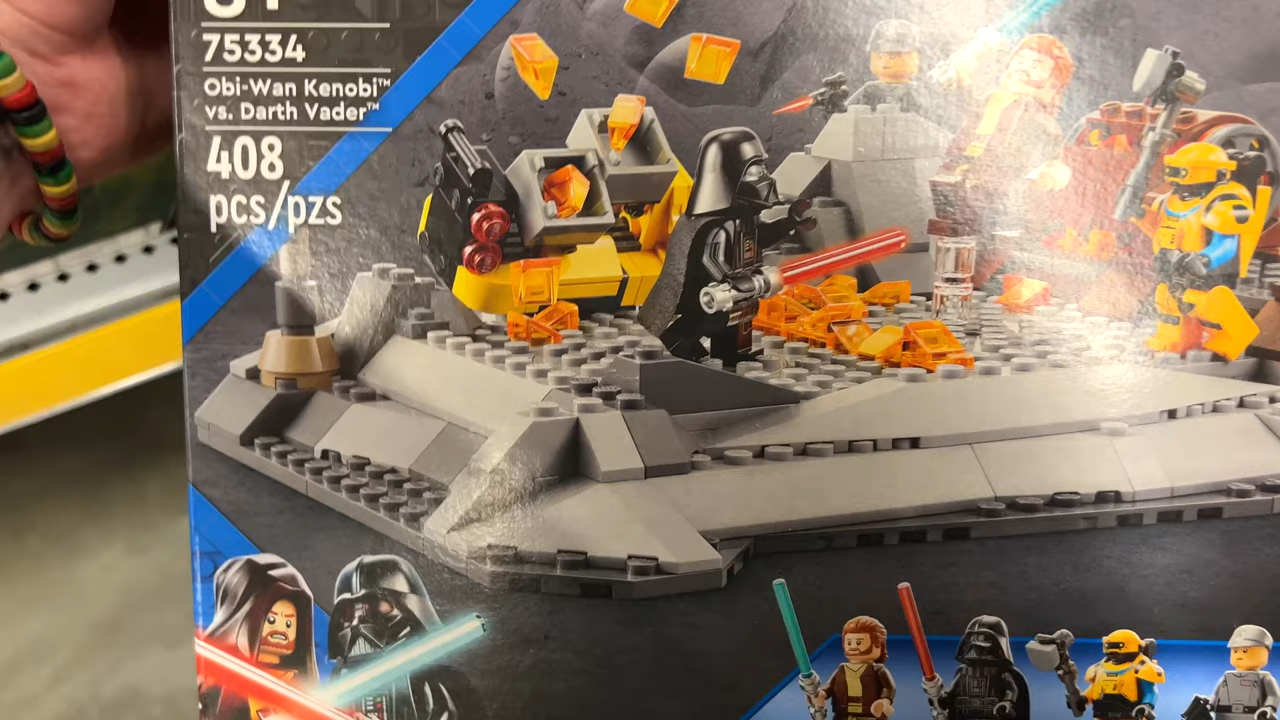 75334
Obi-Wan Kenobi™
vs. Darth Vader™
408
pcs/pzs